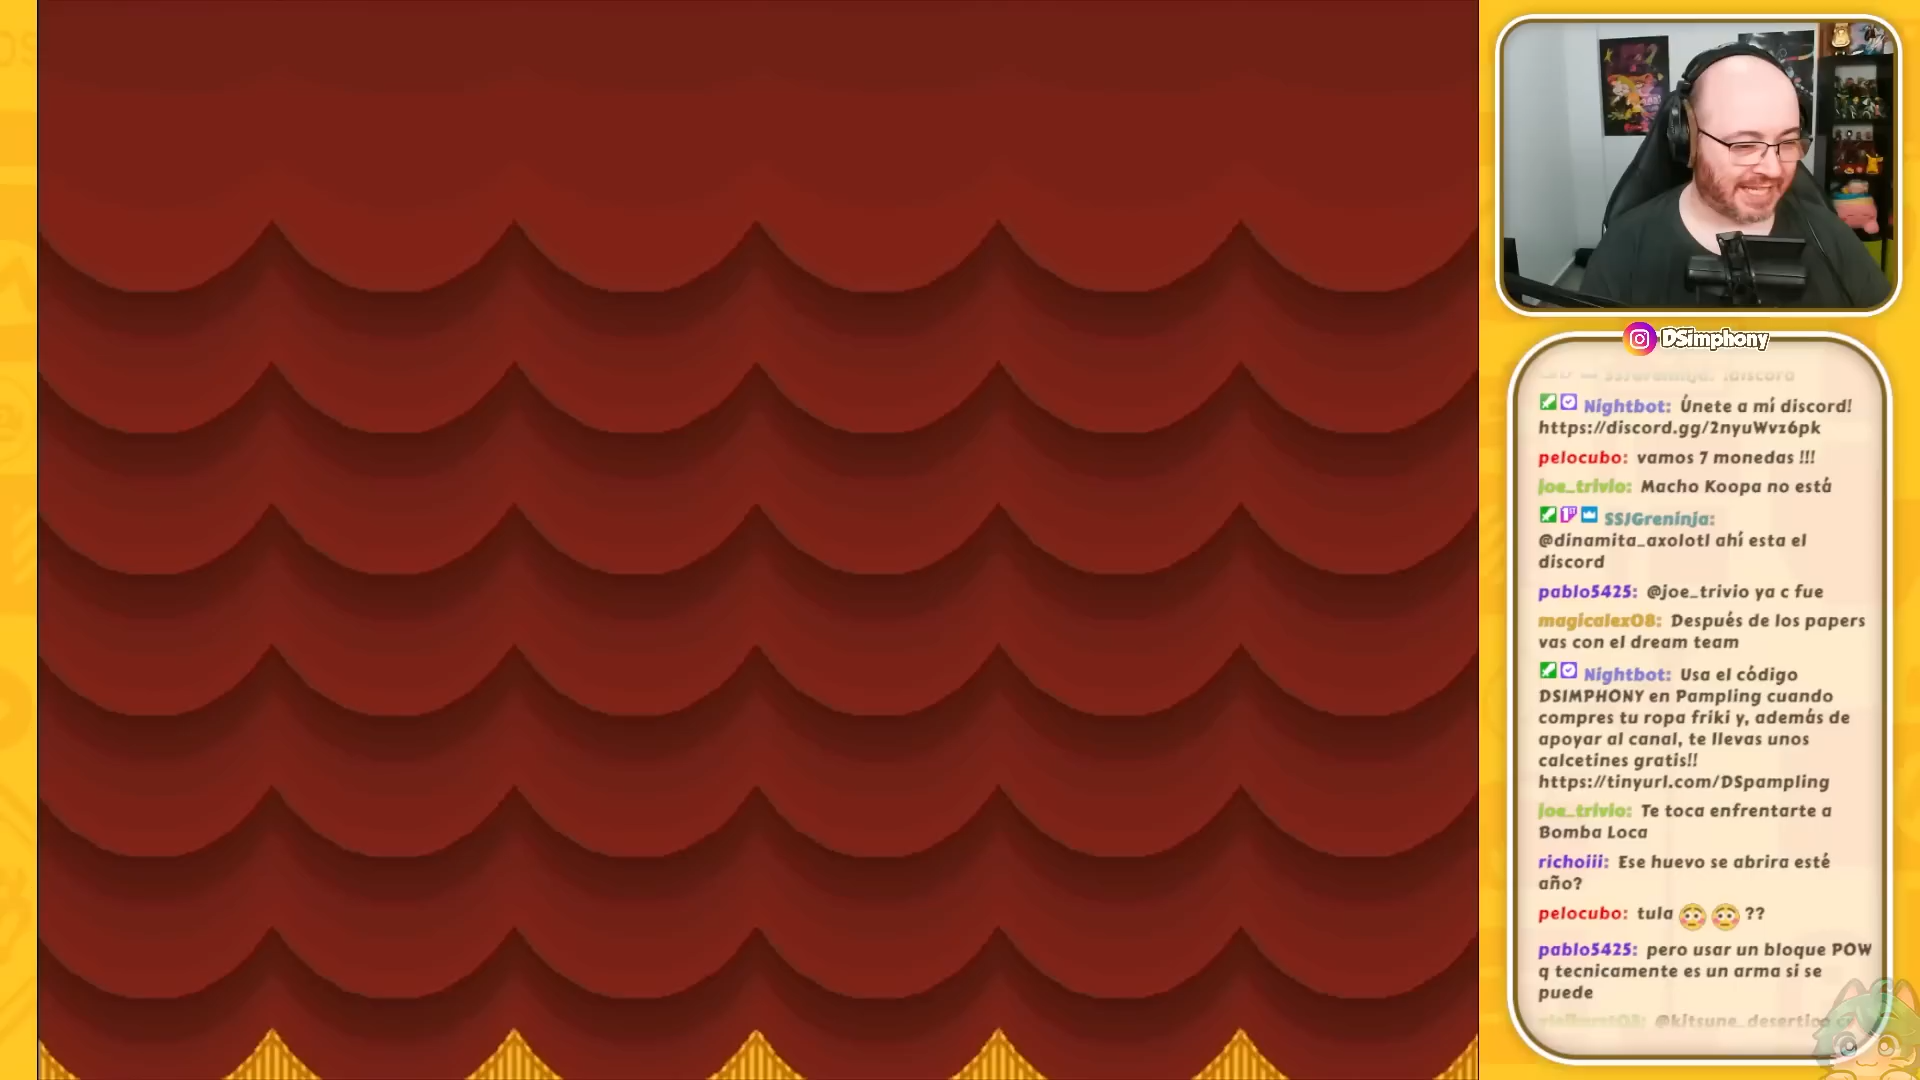 DSimphony
SSJGreninja: !discord
Nightbot: Únete a mí discord!
https://discord.gg/2nyuWvz6pk
pelocubo: vamos 7 monedas !!!
joe_trivio: Macho Koopa no está
SSJGreninja:
@dinamita_axolotl ahí esta el
discord
pablo5425: @joe_trivio ya c fue
magicalex08: Después de los papers
vas con el dream team
Nightbot: Usa el código
DSIMPHONY en Pampling cuando
compres tu ropa friki y, además de
apoyar al canal, te llevas unos
calcetines gratis!!
https://tinyurl.com/DSpampling
joe_trivio: Te toca enfrentarte a
Bomba Loca
richoiii: Ese huevo se abrira esté
año?
pelocubo: tula ??
pablo5425: pero usar un bloque POW
q tecnicamente es un arma si se
puede
@kitsune_desertico